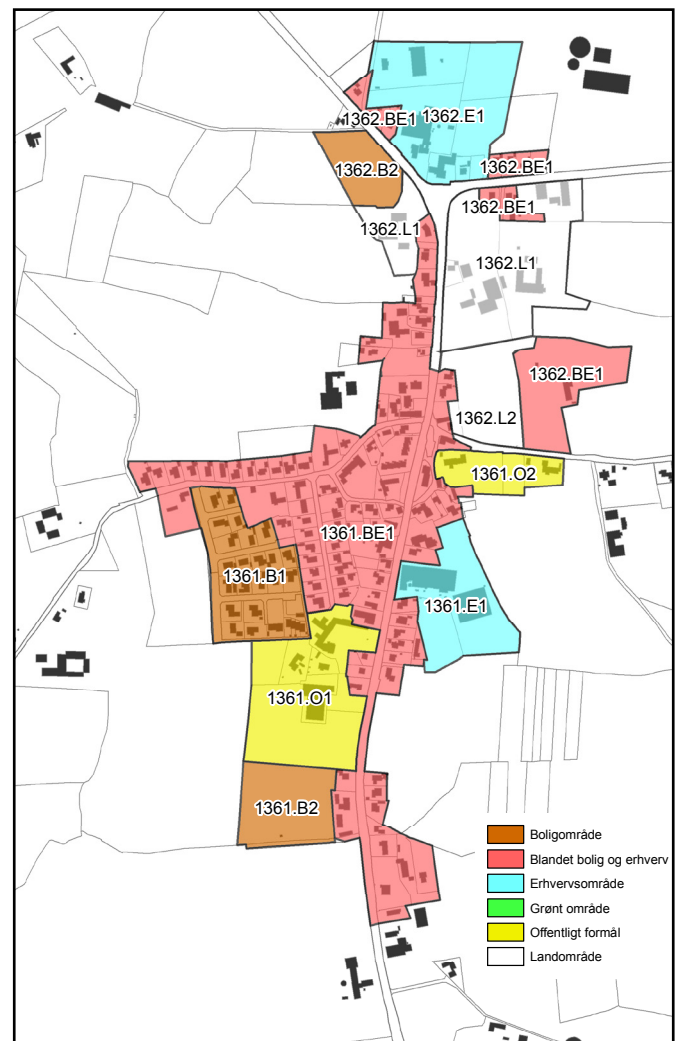 1362.BE1
1362.E1
1362.B2
1362.BE1
1362.BE1
1362.L1
1362.L1
1362.BE1
1362.L2
1361.O2
1361.BE1
1361.B1
1361.E1
1361.O1
1361.B2
Boligområde
Blandet bolig og erhverv
Erhvervsområde
Grønt område
Offentligt formål
Landområde